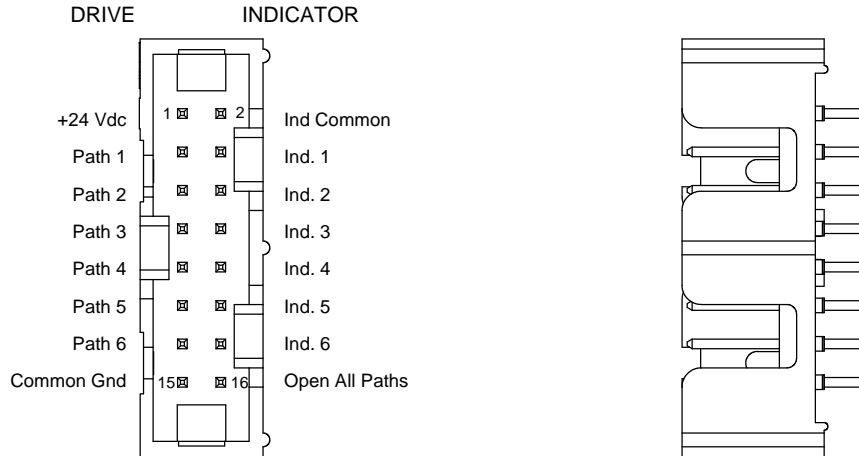 DRIVE INDICATOR
+24 Vdc 1 2 Ind Common
Path 1 Ind. 1
Path 2 Ind. 2
Path 3 Ind. 3
Path 4 Ind. 4
Path 5 Ind. 5
Path 6 Ind. 6
Common Gnd 15 16 Open All Paths